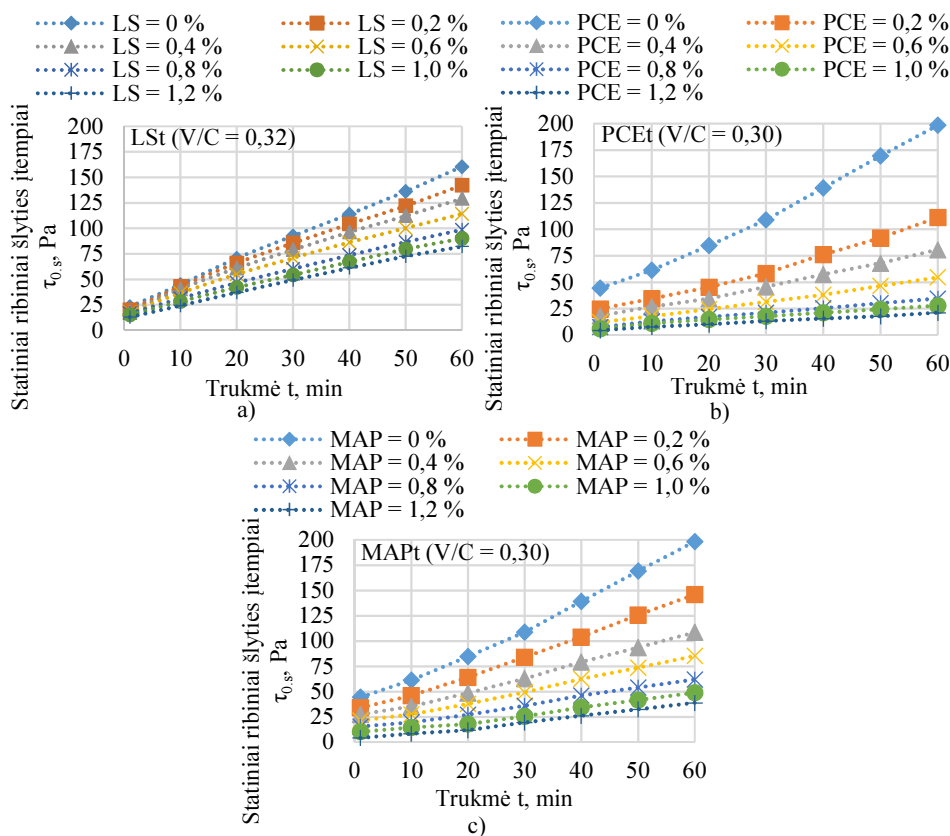 LS = 0 % LS = 0,2 %
LS = 0,4 % LS = 0,6 %
LS = 0,8 % LS = 1,0 %
LS = 1,2 %
Statiniai ribiniai šlyties įtempiai
τ0.s, Pa
200
175
150
125
100
75
50
25
0
LSt (V/C = 0,32)
0 10 20 30 40 50 60
Trukmė t, min
a)
PCE = 0 % PCE = 0,2 %
PCE = 0,4 % PCE = 0,6 %
PCE = 0,8 % PCE = 1,0 %
PCE = 1,2 %
Statiniai ribiniai šlyties įtempiai
τ0.s, Pa
200
175
150
125
100
75
50
25
0
PCEt (V/C = 0,30)
0 10 20 30 40 50 60
Trukmė t, min
b)
MAP = 0 % MAP = 0,2 %
MAP = 0,4 % MAP = 0,6 %
MAP = 0,8 % MAP = 1,0 %
MAP = 1,2 %
Statiniai ribiniai šlyties įtempiai
τ0.s, Pa
200
175
150
125
100
75
50
25
0
MAPt (V/C = 0,30)
0 10 20 30 40 50 60
Trukmė t, min
c)